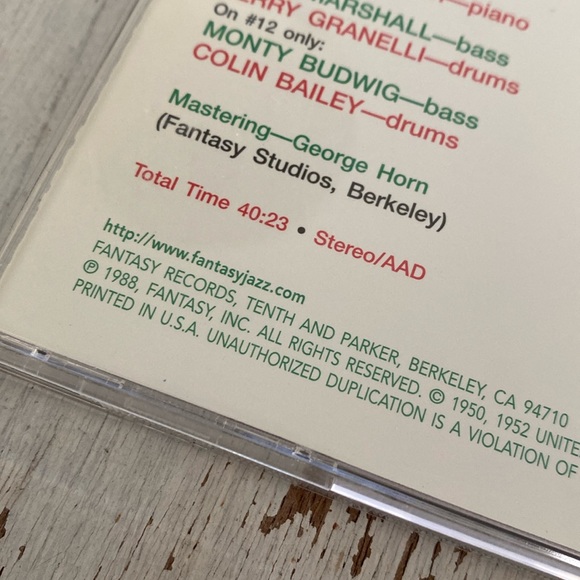 —piano
MARSHALL—bass
GRANELLI—drums
On #12 only:
MONTY BUDWIG—bass
COLIN BAILEY—drums
Mastering—George Horn
(Fantasy Studios, Berkeley)
Total Time 40:23 • Stereo/AAD
http://www.fantasyjazz.com
FANTASY RECORDS, TENTH AND PARKER, BERKELEY, CA 94710
℗ 1988, FANTASY, INC. ALL RIGHTS RESERVED. © 1950, 1952 UNITE
PRINTED IN U.S.A. UNAUTHORIZED DUPLICATION IS A VIOLATION OF